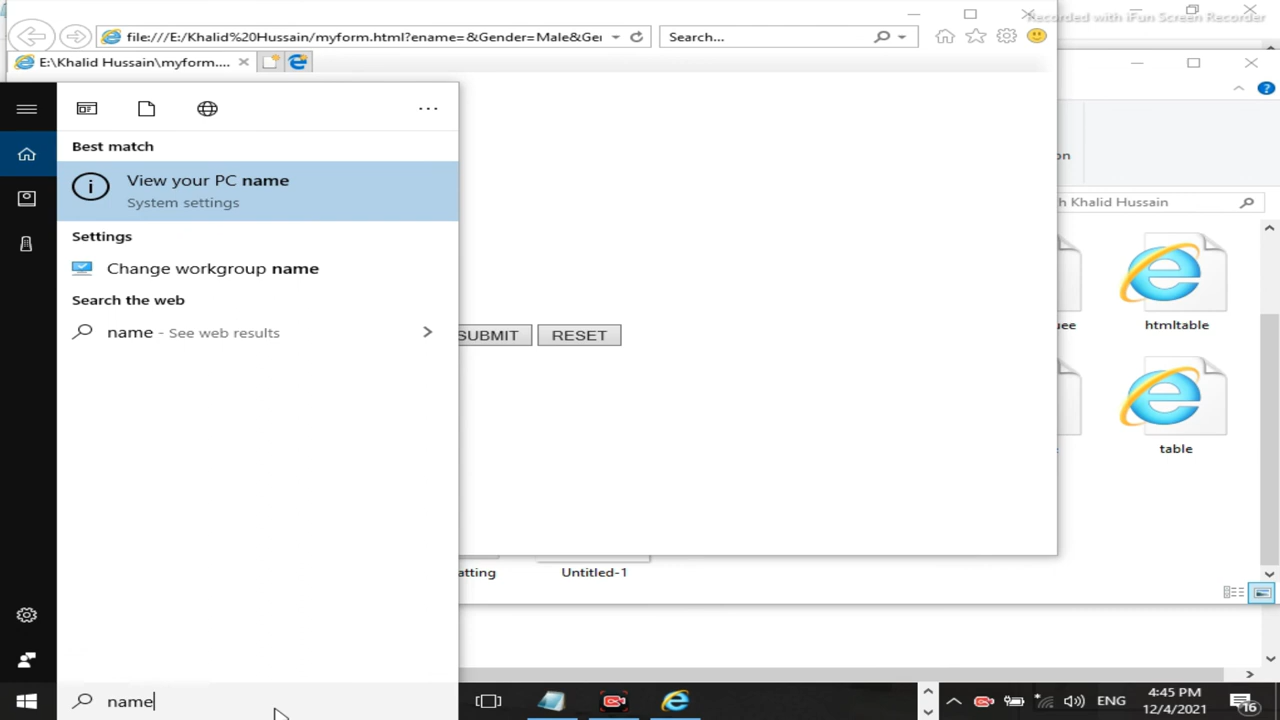 Recorded with iFun Screen Recorder
file:///E:/Khalid%20Hussain/myform.html?ename=&Gender=Male&Ge
Search...
E:\Khalid Hussain\myform....
...
Best match
View your PC name
System settings
Settings
Change workgroup name
Search the web
name - See web results
SUBMIT
RESET
on
h Khalid Hussain
uee
htmltable
table
atting
Untitled-1
name
ENG
4:45 PM
12/4/2021
16